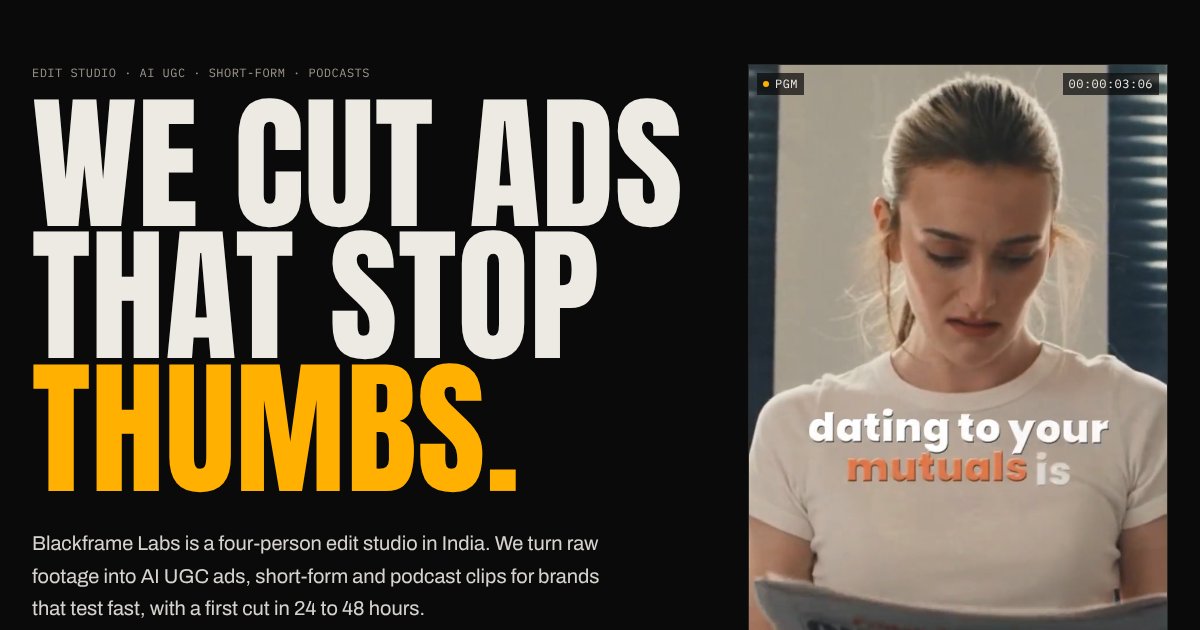 EDIT STUDIO · AI UGC · SHORT-FORM · PODCASTS
WE CUT ADS
THAT STOP
THUMBS.
Blackframe Labs is a four-person edit studio in India. We turn raw
footage into AI UGC ads, short-form and podcast clips for brands
that test fast, with a first cut in 24 to 48 hours.
PGM
00:00:03:06
dating to your
mutuals is